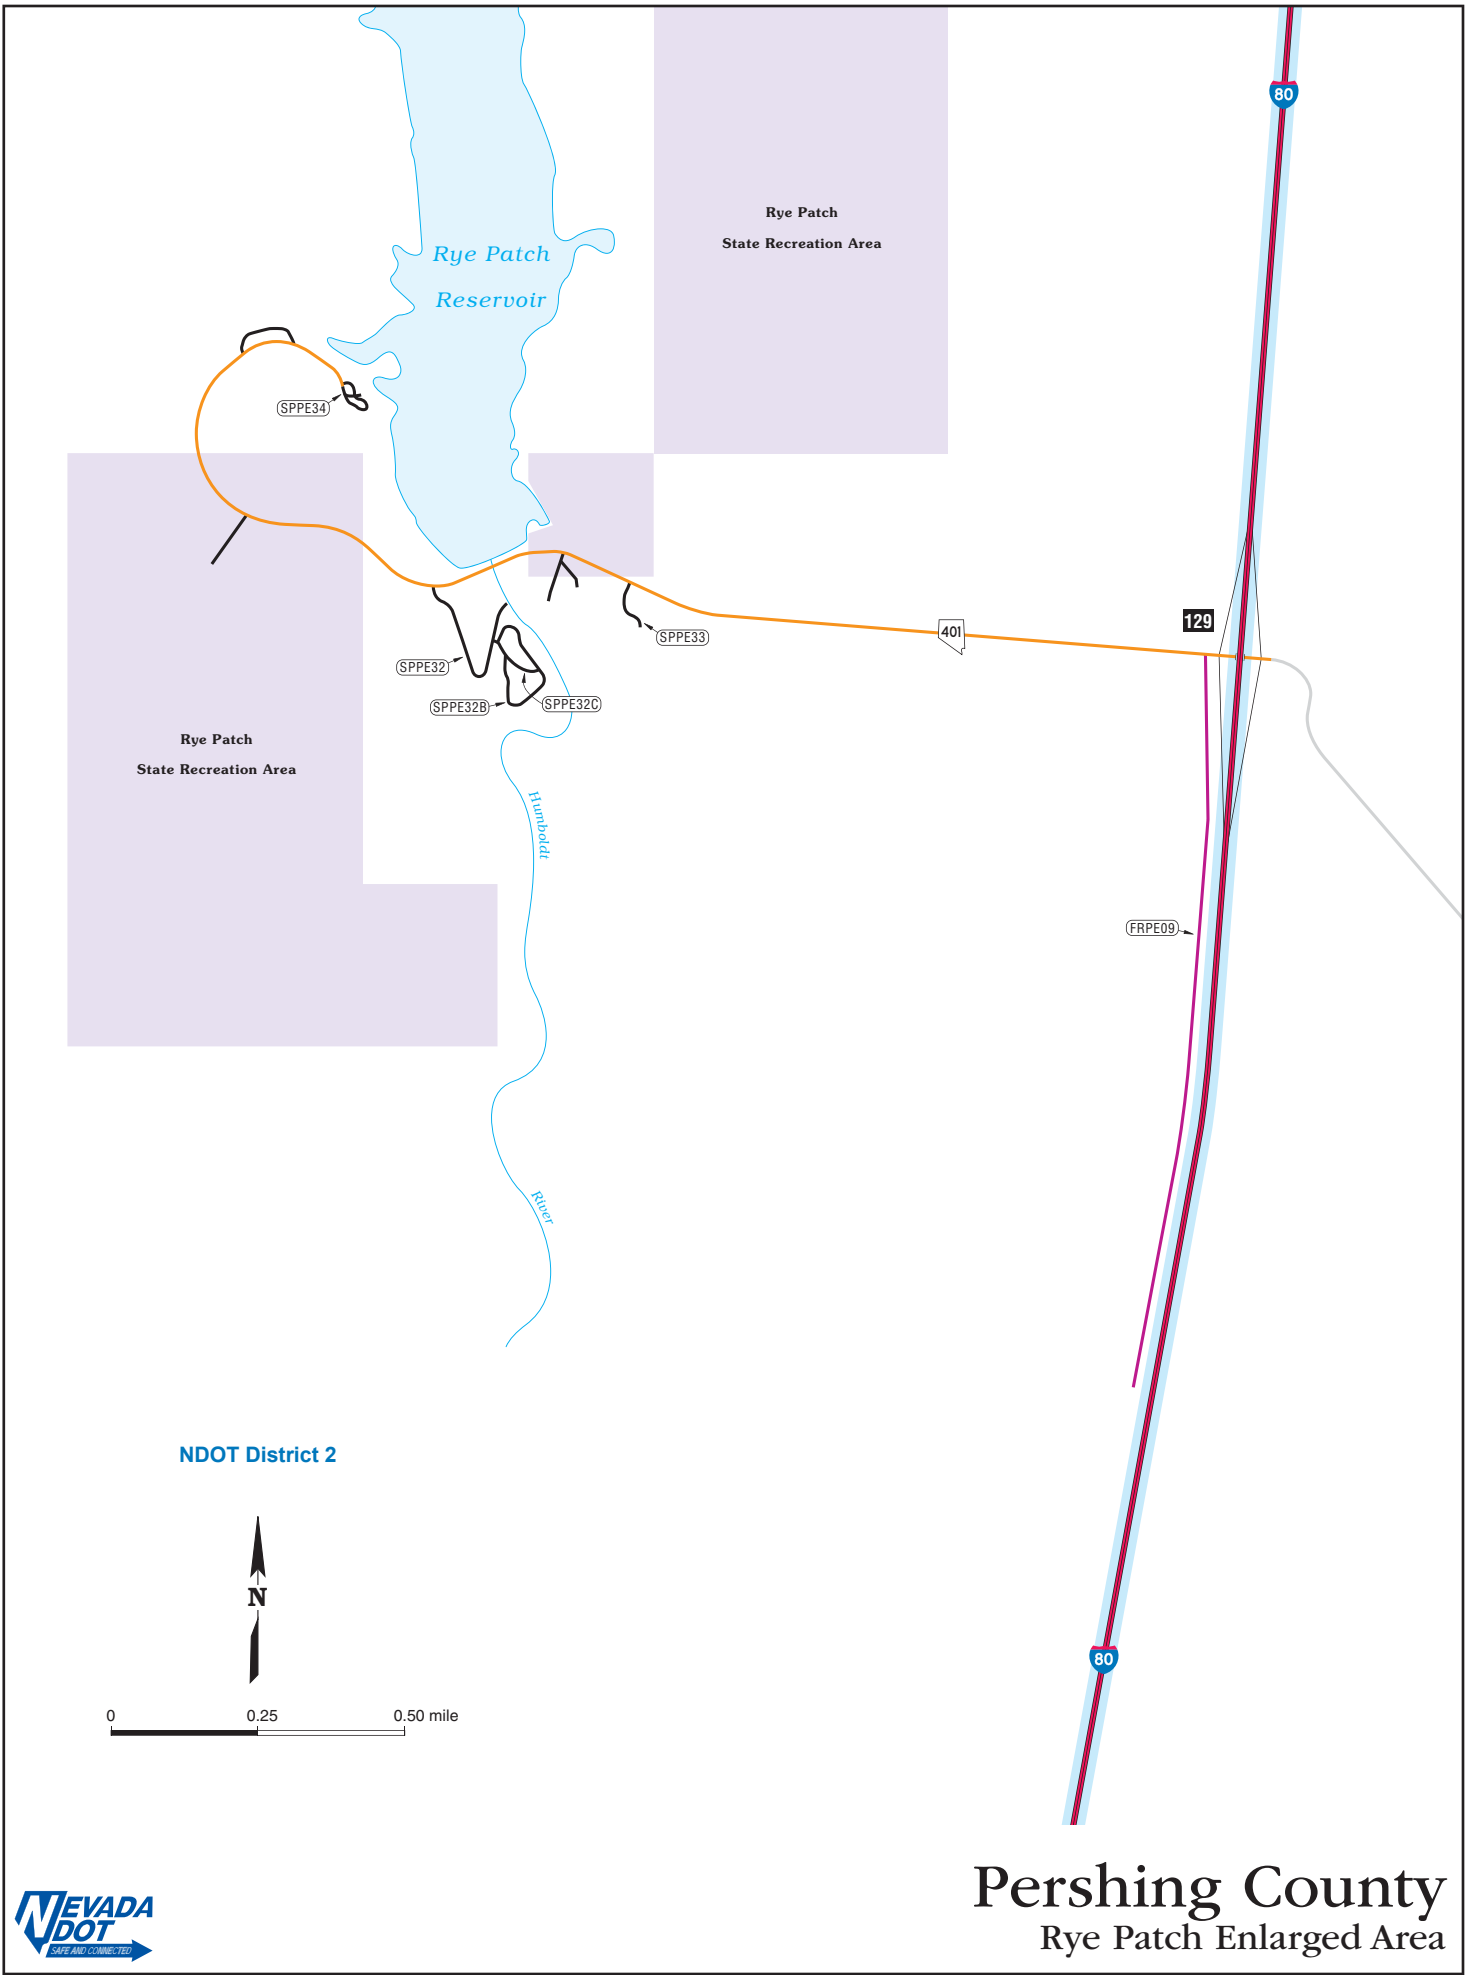 80
Rye Patch
State Recreation Area
Rye Patch
Reservoir
SPPE34
129
401
SPPE33
SPPE32
SPPE32B
SPPE32C
Rye Patch
State Recreation Area
Humboldt
FRPE09
River
NDOT District 2
N
80
0 0.25 0.50 mile
Pershing County
Rye Patch Enlarged Area
NEVADA
DOT
SAFE AND CONNECTED